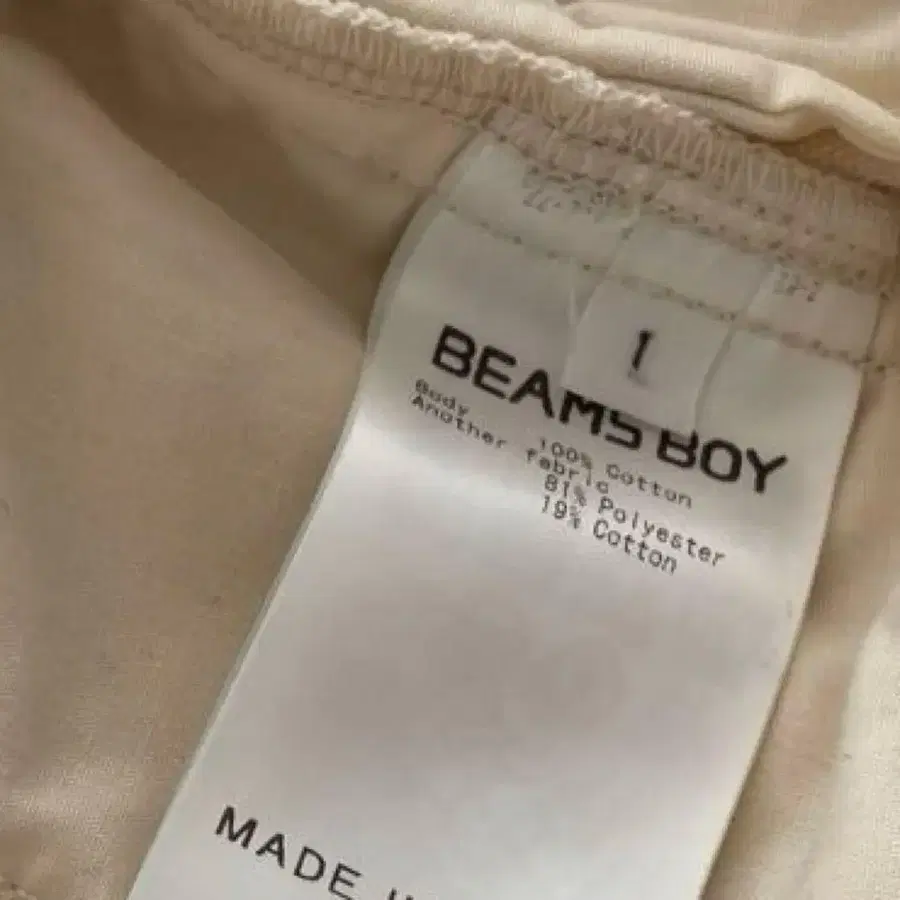 1
BEAMS BOY
Body
100% Cotton
Another fabric
81% Polyester
19% Cotton
MADE